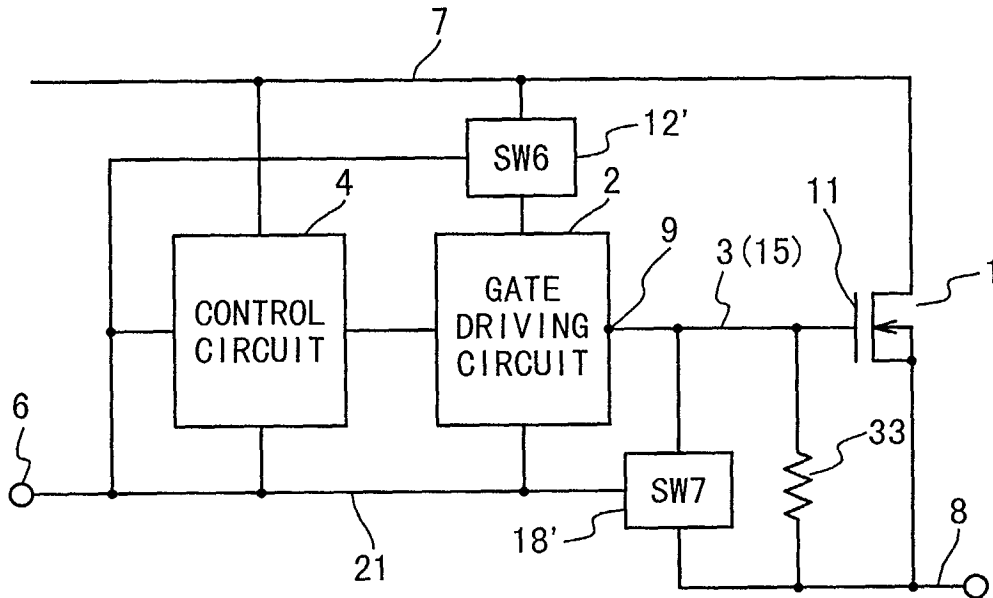 7
SW6
12'
4
2
9
11
3(15)
1
CONTROL
CIRCUIT
GATE
DRIVING
CIRCUIT
6
33
SW7
18'
8
21